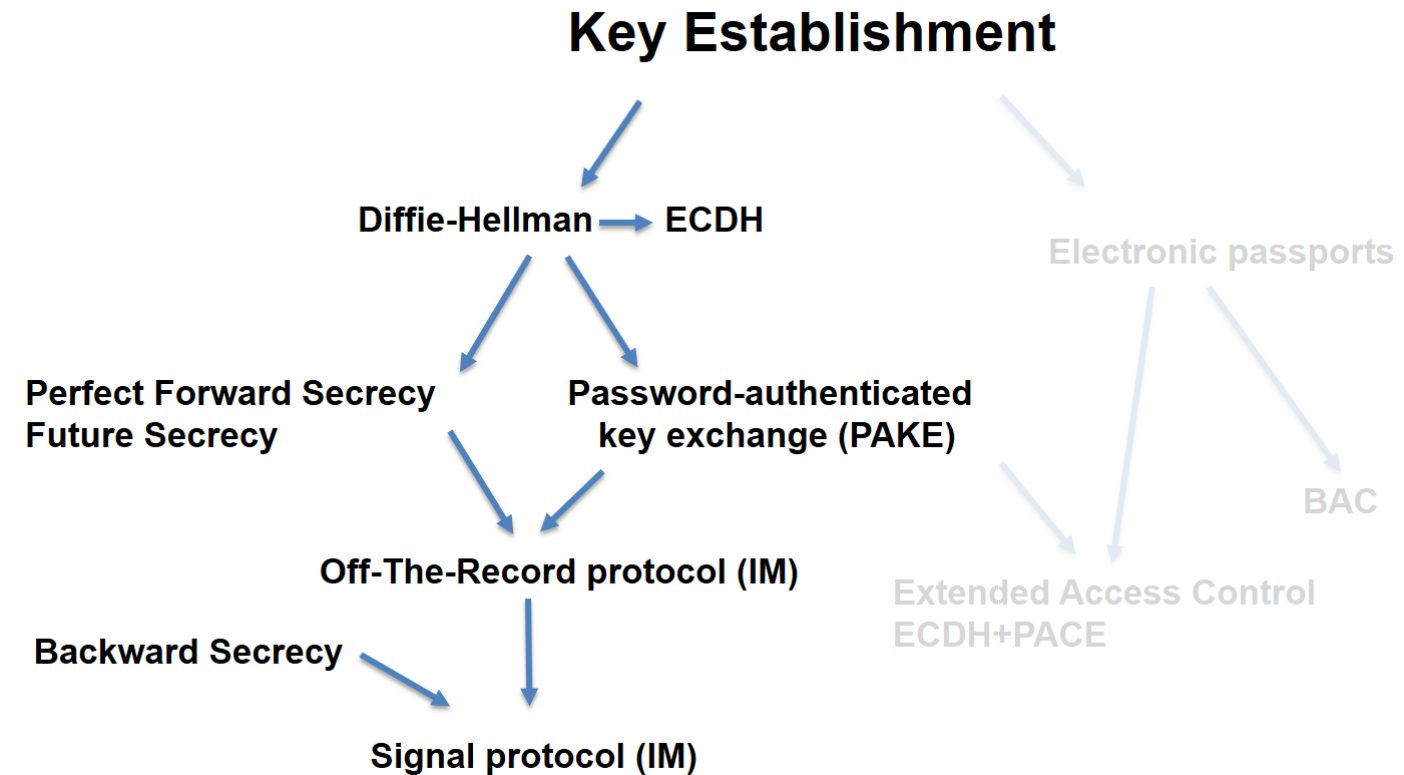 Key Establishment
Diffie-Hellman
ECDH
Electronic passports
Perfect Forward Secrecy
Future Secrecy
Password-authenticated
key exchange (PAKE)
BAC
Off-The-Record protocol (IM)
Extended Access Control
ECDH+PACE
Backward Secrecy
Signal protocol (IM)